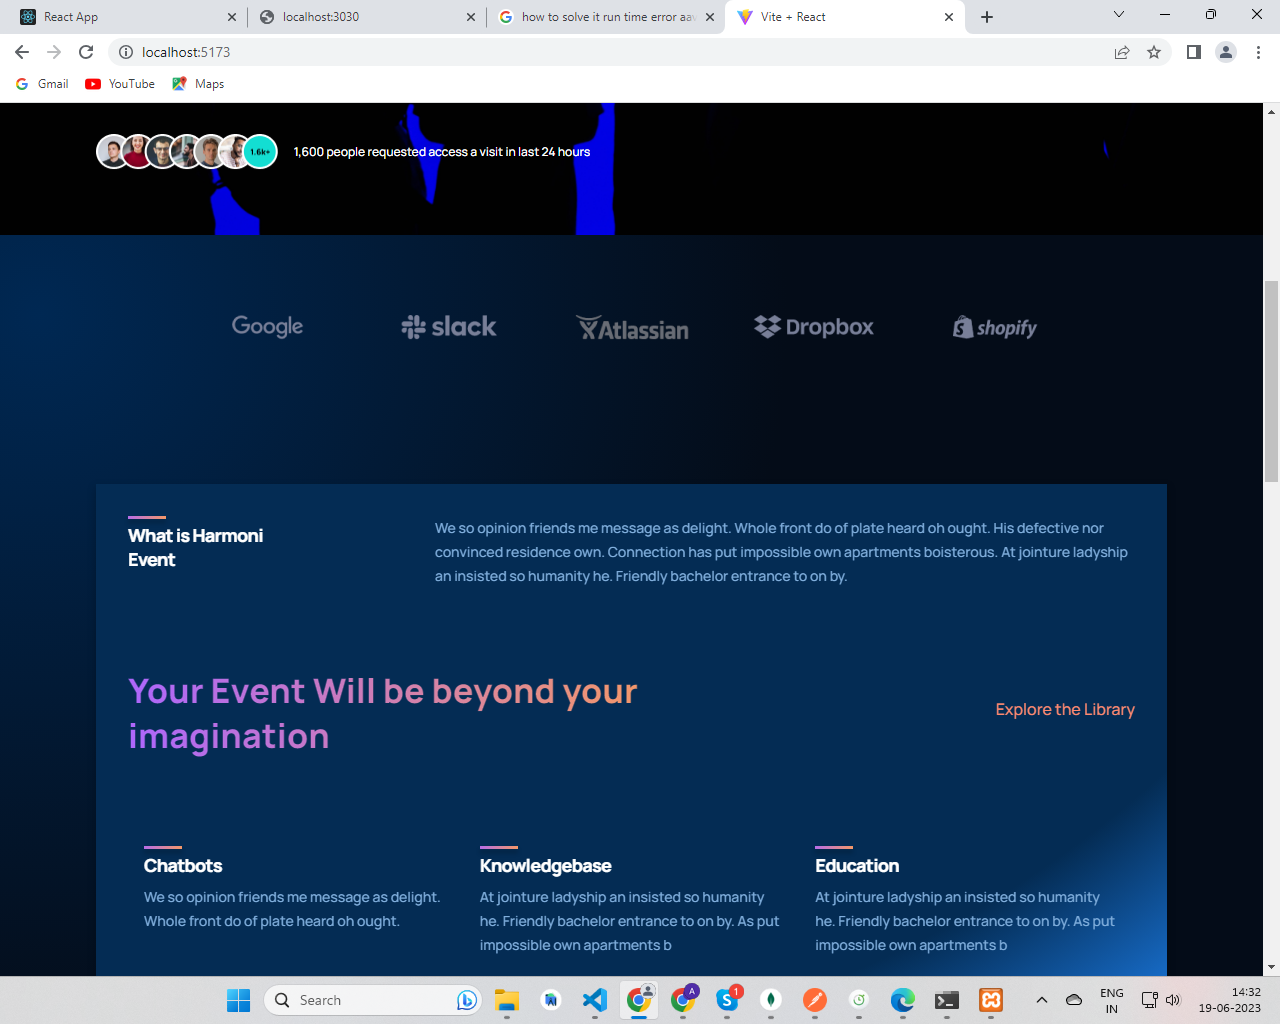 React App
localhost:3030
how to solve it run time error aav
Vite + React
localhost:5173
Gmail
YouTube
Maps
1.6k+
1,600 people requested access a visit in last 24 hours
Google
slack
Atlassian
Dropbox
shopify
What is Harmoni
Event
We so opinion friends me message as delight. Whole front do of plate heard oh ought. His defective nor
convinced residence own. Connection has put impossible own apartments boisterous. At jointure ladyship
an insisted so humanity he. Friendly bachelor entrance to on by.
Your Event Will be beyond your
imagination
Explore the Library
Chatbots
We so opinion friends me message as delight.
Whole front do of plate heard oh ought.
Knowledgebase
At jointure ladyship an insisted so humanity
he. Friendly bachelor entrance to on by. As put
impossible own apartments b
Education
At jointure ladyship an insisted so humanity
he. Friendly bachelor entrance to on by. As put
impossible own apartments b
Search
A
1
ENG
IN
14:32
19-06-2023